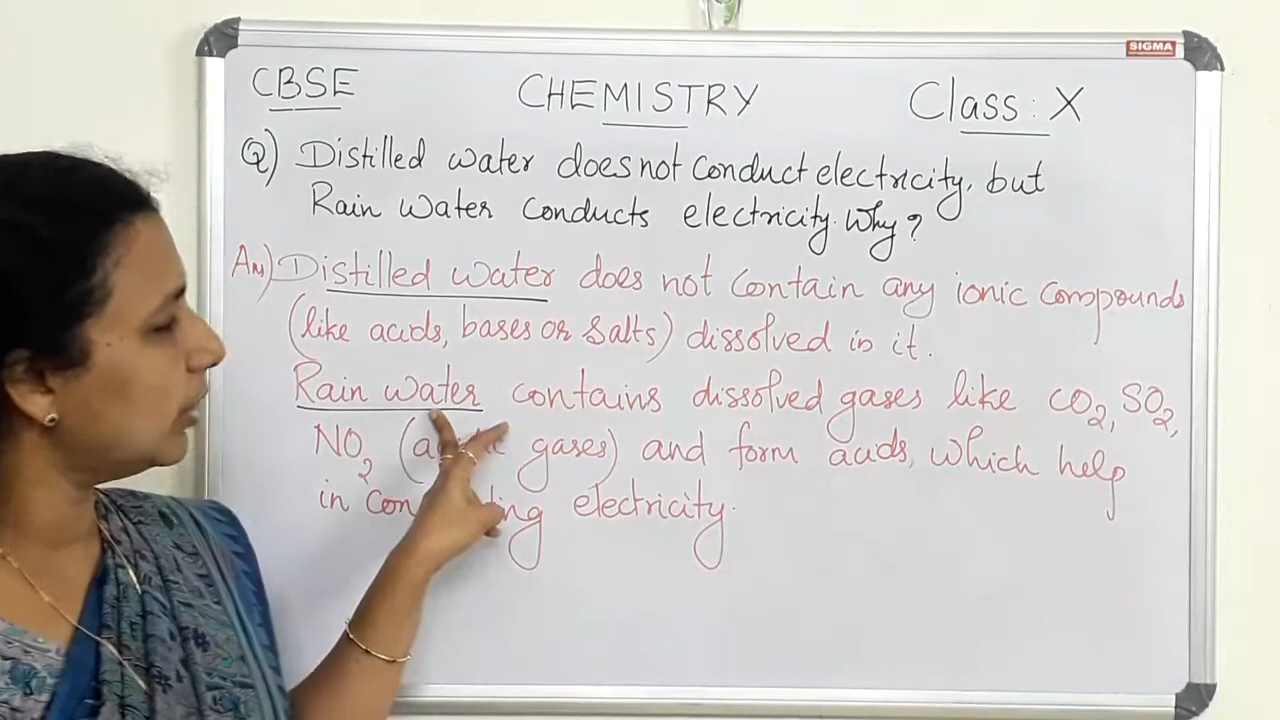 SIGMA
CBSE CHEMISTRY Class: X
Q) Distilled water does not conduct electricity, but
Rain water conducts electricity. Why?
Ans) Distilled water does not contain any ionic compounds
(like acids, bases or salts) dissolved in it.
Rain water contains dissolved gases like CO2, SO2,
NO2 ( gases) and form acids, which help
in electricity.